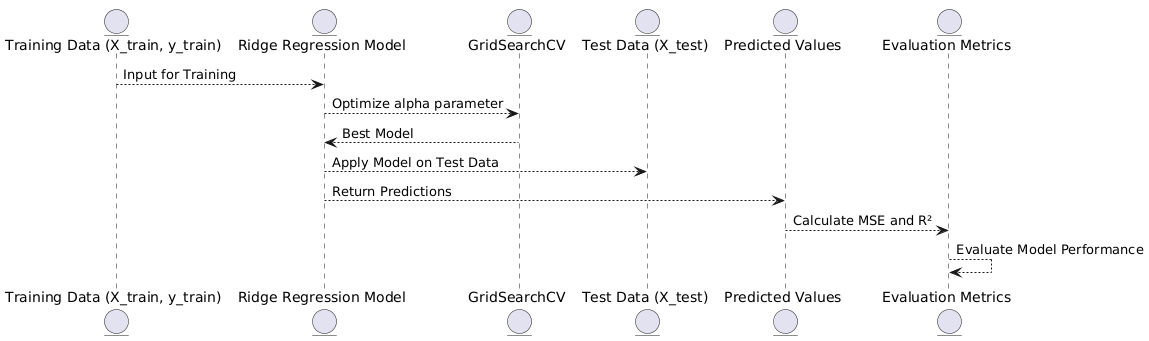 Training Data (X_train, y_train)
Ridge Regression Model
GridSearchCV
Test Data (X_test)
Predicted Values
Evaluation Metrics
Input for Training
Optimize alpha parameter
Best Model
Apply Model on Test Data
Return Predictions
Calculate MSE and R²
Evaluate Model Performance
Training Data (X_train, y_train)
Ridge Regression Model
GridSearchCV
Test Data (X_test)
Predicted Values
Evaluation Metrics